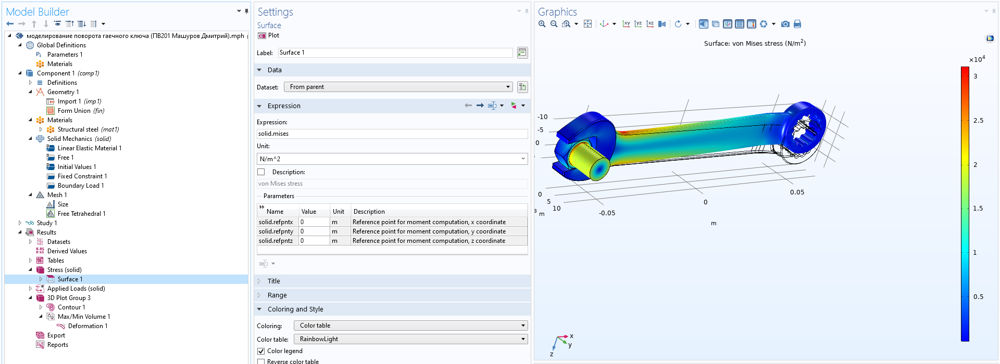 Model Builder
моделирование поворота гаечного ключа (ПВ201 Машуров Дмитрий).mph
Global Definitions
Pi Parameters 1
Materials
Component 1 (comp1)
Definitions
Geometry 1
Import 1 (imp1)
Form Union (fin)
Materials
Structural steel (mat1)
Solid Mechanics (solid)
Linear Elastic Material 1
Free 1
Initial Values 1
Fixed Constraint 1
Boundary Load 1
Mesh 1
Size
Free Tetrahedral 1
Study 1
Results
Datasets
8.85
e-12
Derived Values
Tables
Stress (solid)
Surface 1
Applied Loads (solid)
3D Plot Group 3
Contour 1
Max/Min Volume 1
Deformation 1
Export
Reports
Settings
Surface
Plot
Label: Surface 1
Data
Dataset: From parent
Expression
Expression:
solid.mises
Unit:
N/m^2
Description:
von Mises stress
Parameters
Name Value Unit Description
solid.refpntx 0 m Reference point for moment computation, x coordinate
solid.refpnty 0 m Reference point for moment computation, y coordinate
solid.refpntz 0 m Reference point for moment computation, z coordinate
Title
Range
Coloring and Style
Coloring: Color table
Color table: RainbowLight
Color legend
Reverse color table
Graphics
xy yz xz
Surface: von Mises stress (N/m²)
×10⁴
3
2.5
2
1.5
1
0.5
-10
-5
0
0
5
10
³ m
-0.05
0
0.05
m
x
y
z